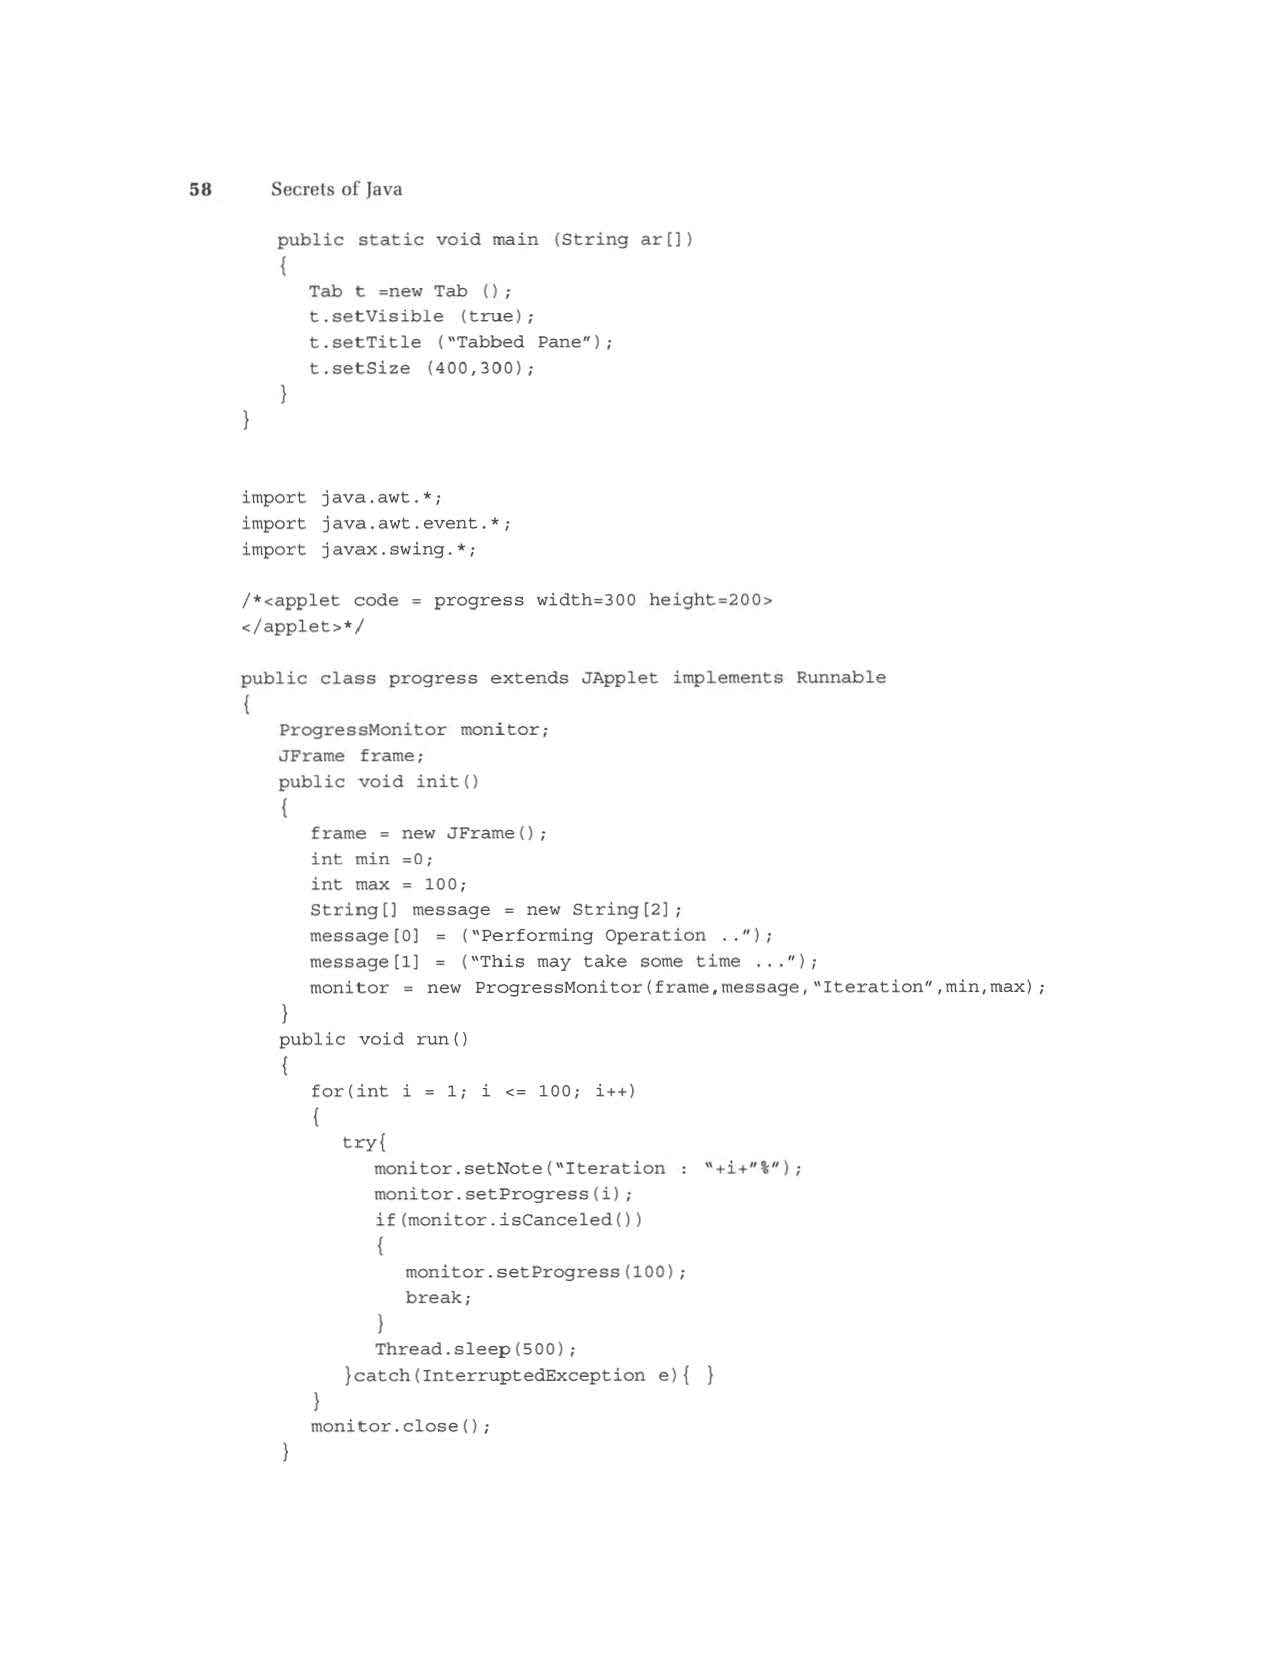 58 Secrets of Java
public static void main (String ar[])
{
Tab t =new Tab ();
t.setVisible (true);
t.setTitle (“Tabbed Pane”);
t.setSize (400,300);
}
}
import java.awt.*;
import java.awt.event.*;
import javax.swing.*;
/*<applet code = progress width=300 height=200>
</applet>*/
public class progress extends JApplet implements Runnable
{
ProgressMonitor monitor;
JFrame frame;
public void init()
{
frame = new JFrame();
int min =0;
int max = 100;
String[] message = new String[2];
message[0] = (“Performing Operation ..”);
message[1] = (“This may take some time ...”);
monitor = new ProgressMonitor(frame,message,“Iteration”,min,max);
}
public void run()
{
for(int i = 1; i <= 100; i++)
{
try{
monitor.setNote(“Iteration : “+i+”%”);
monitor.setProgress(i);
if(monitor.isCanceled())
{
monitor.setProgress(100);
break;
}
Thread.sleep(500);
}catch(InterruptedException e){ }
}
monitor.close();
}